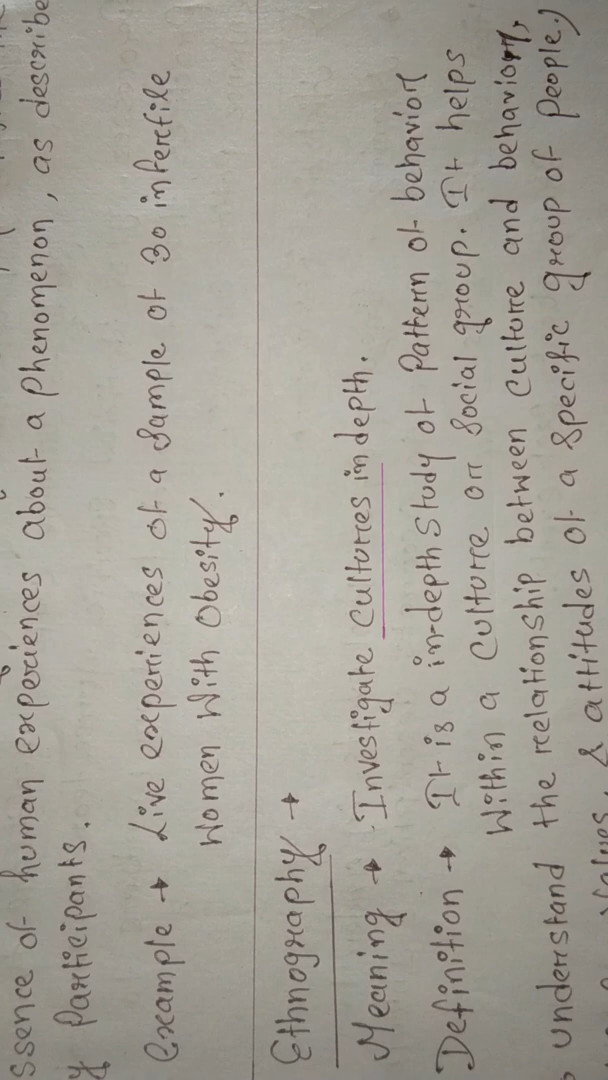 ssence of human experiences about a phenomenon, as describe
y participants.
Example → Live experiences of a sample of 30 infertile
women with obesity.
Ethnography →
Meaning → Investigate cultures in depth.
Definition → It is a in-depth study of pattern of behavior
within a culture or social group. It helps
understand the relationship between culture and behaviors,
values, & attitudes of a specific group of people.)